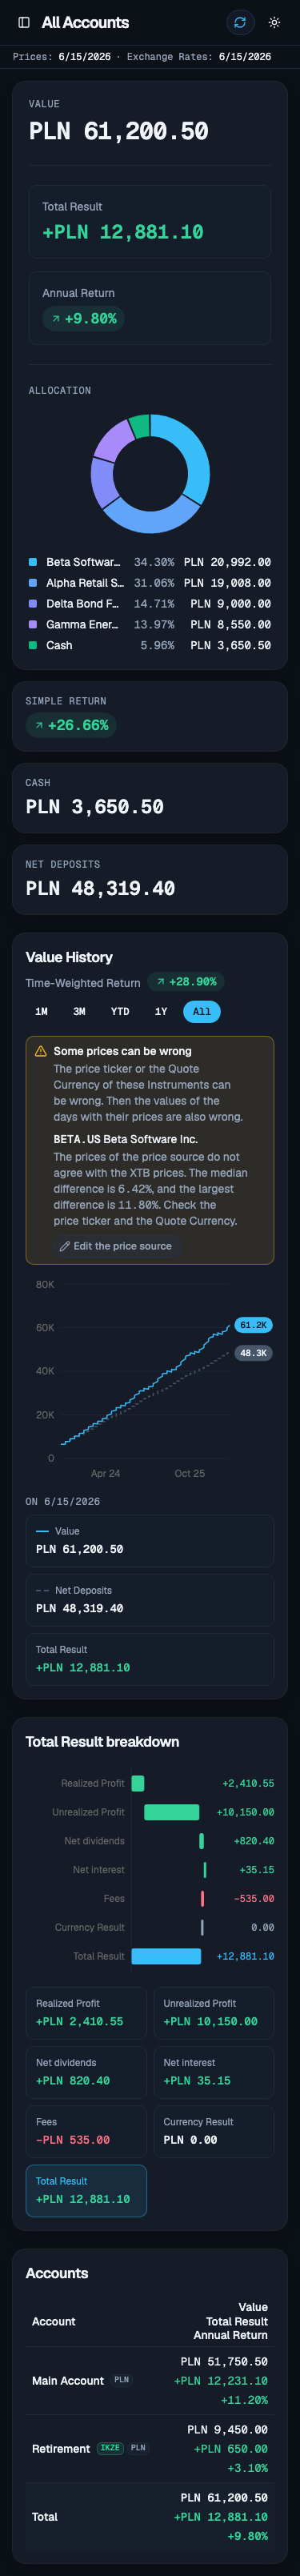 All Accounts
Prices: 6/15/2026 · Exchange Rates: 6/15/2026
VALUE
PLN 61,200.50
Total Result
+PLN 12,881.10
Annual Return
+9.80%
ALLOCATION
Beta Softwar... 34.30% PLN 20,992.00
Alpha Retail S... 31.06% PLN 19,008.00
Delta Bond F... 14.71% PLN 9,000.00
Gamma Ener... 13.97% PLN 8,550.00
Cash 5.96% PLN 3,650.50
SIMPLE RETURN
+26.66%
CASH
PLN 3,650.50
NET DEPOSITS
PLN 48,319.40
Value History
Time-Weighted Return +28.90%
1M 3M YTD 1Y All
Some prices can be wrong
The price ticker or the Quote
Currency of these Instruments can
be wrong. Then the values of the
days with their prices are also wrong.
BETA.US Beta Software Inc.
The prices of the price source do not
agree with the XTB prices. The median
difference is 6.42%, and the largest
difference is 11.80%. Check the
price ticker and the Quote Currency.
Edit the price source
80K
60K
61.2K
48.3K
40K
20K
0
Apr 24 Oct 25
ON 6/15/2026
Value
PLN 61,200.50
Net Deposits
PLN 48,319.40
Total Result
+PLN 12,881.10
Total Result breakdown
Realized Profit +2,410.55
Unrealized Profit +10,150.00
Net dividends +820.40
Net interest +35.15
Fees −535.00
Currency Result 0.00
Total Result +12,881.10
Realized Profit
+PLN 2,410.55
Unrealized Profit
+PLN 10,150.00
Net dividends
+PLN 820.40
Net interest
+PLN 35.15
Fees
−PLN 535.00
Currency Result
PLN 0.00
Total Result
+PLN 12,881.10
Accounts
Account
Value
Total Result
Annual Return
Main Account PLN
PLN 51,750.50
+PLN 12,231.10
+11.20%
Retirement IKZE PLN
PLN 9,450.00
+PLN 650.00
+3.10%
Total
PLN 61,200.50
+PLN 12,881.10
+9.80%